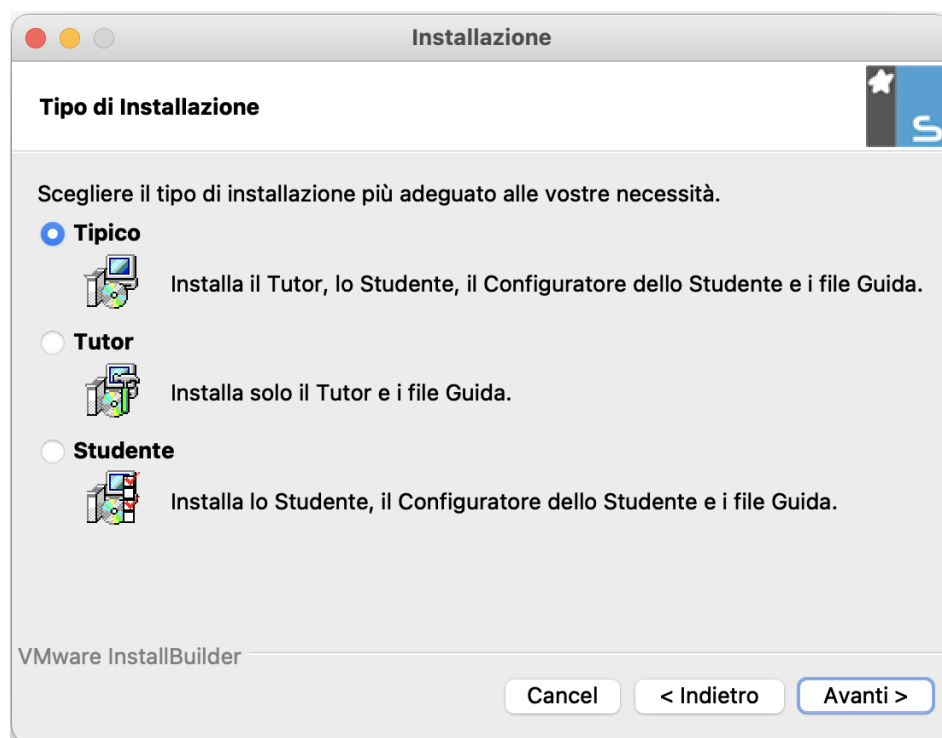 Installazione
Tipo di Installazione
S
Scegliere il tipo di installazione più adeguato alle vostre necessità.
Tipico
Installa il Tutor, lo Studente, il Configuratore dello Studente e i file Guida.
Tutor
Installa solo il Tutor e i file Guida.
Studente
Installa lo Studente, il Configuratore dello Studente e i file Guida.
VMware InstallBuilder
Cancel
< Indietro
Avanti >